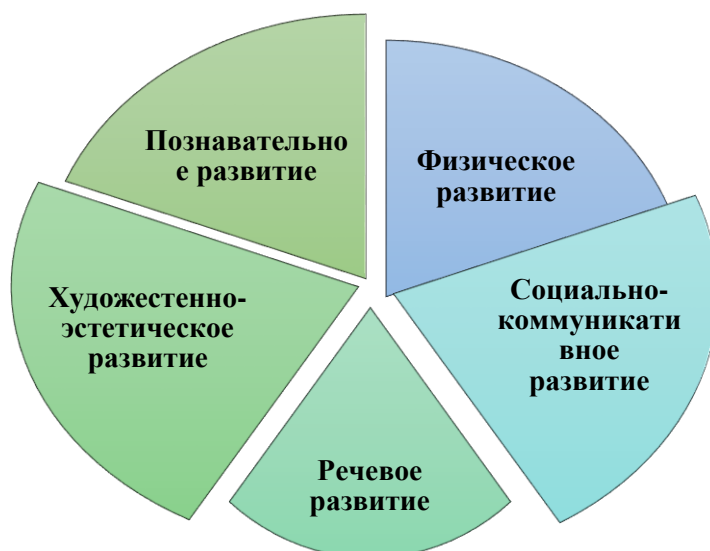 Познавательно
е развитие
Физическое
развитие
Художестенно-
эстетическое
развитие
Социально-
коммуникати
вное
развитие
Речевое
развитие